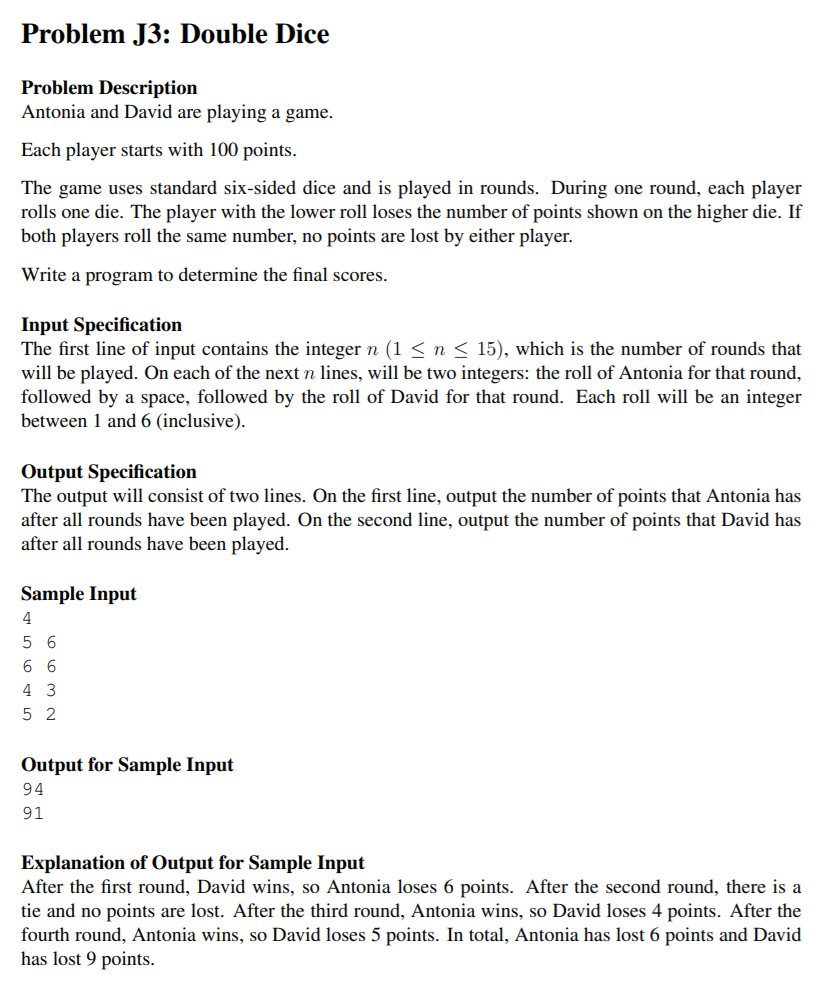 Problem J3: Double Dice
Problem Description
Antonia and David are playing a game.
Each player starts with 100 points.
The game uses standard six-sided dice and is played in rounds. During one round, each player
rolls one die. The player with the lower roll loses the number of points shown on the higher die. If
both players roll the same number, no points are lost by either player.
Write a program to determine the final scores.
Input Specification
The first line of input contains the integer n (1 ≤ n ≤ 15), which is the number of rounds that
will be played. On each of the next n lines, will be two integers: the roll of Antonia for that round,
followed by a space, followed by the roll of David for that round. Each roll will be an integer
between 1 and 6 (inclusive).
Output Specification
The output will consist of two lines. On the first line, output the number of points that Antonia has
after all rounds have been played. On the second line, output the number of points that David has
after all rounds have been played.
Sample Input
4
5 6
6 6
4 3
5 2
Output for Sample Input
94
91
Explanation of Output for Sample Input
After the first round, David wins, so Antonia loses 6 points. After the second round, there is a
tie and no points are lost. After the third round, Antonia wins, so David loses 4 points. After the
fourth round, Antonia wins, so David loses 5 points. In total, Antonia has lost 6 points and David
has lost 9 points.